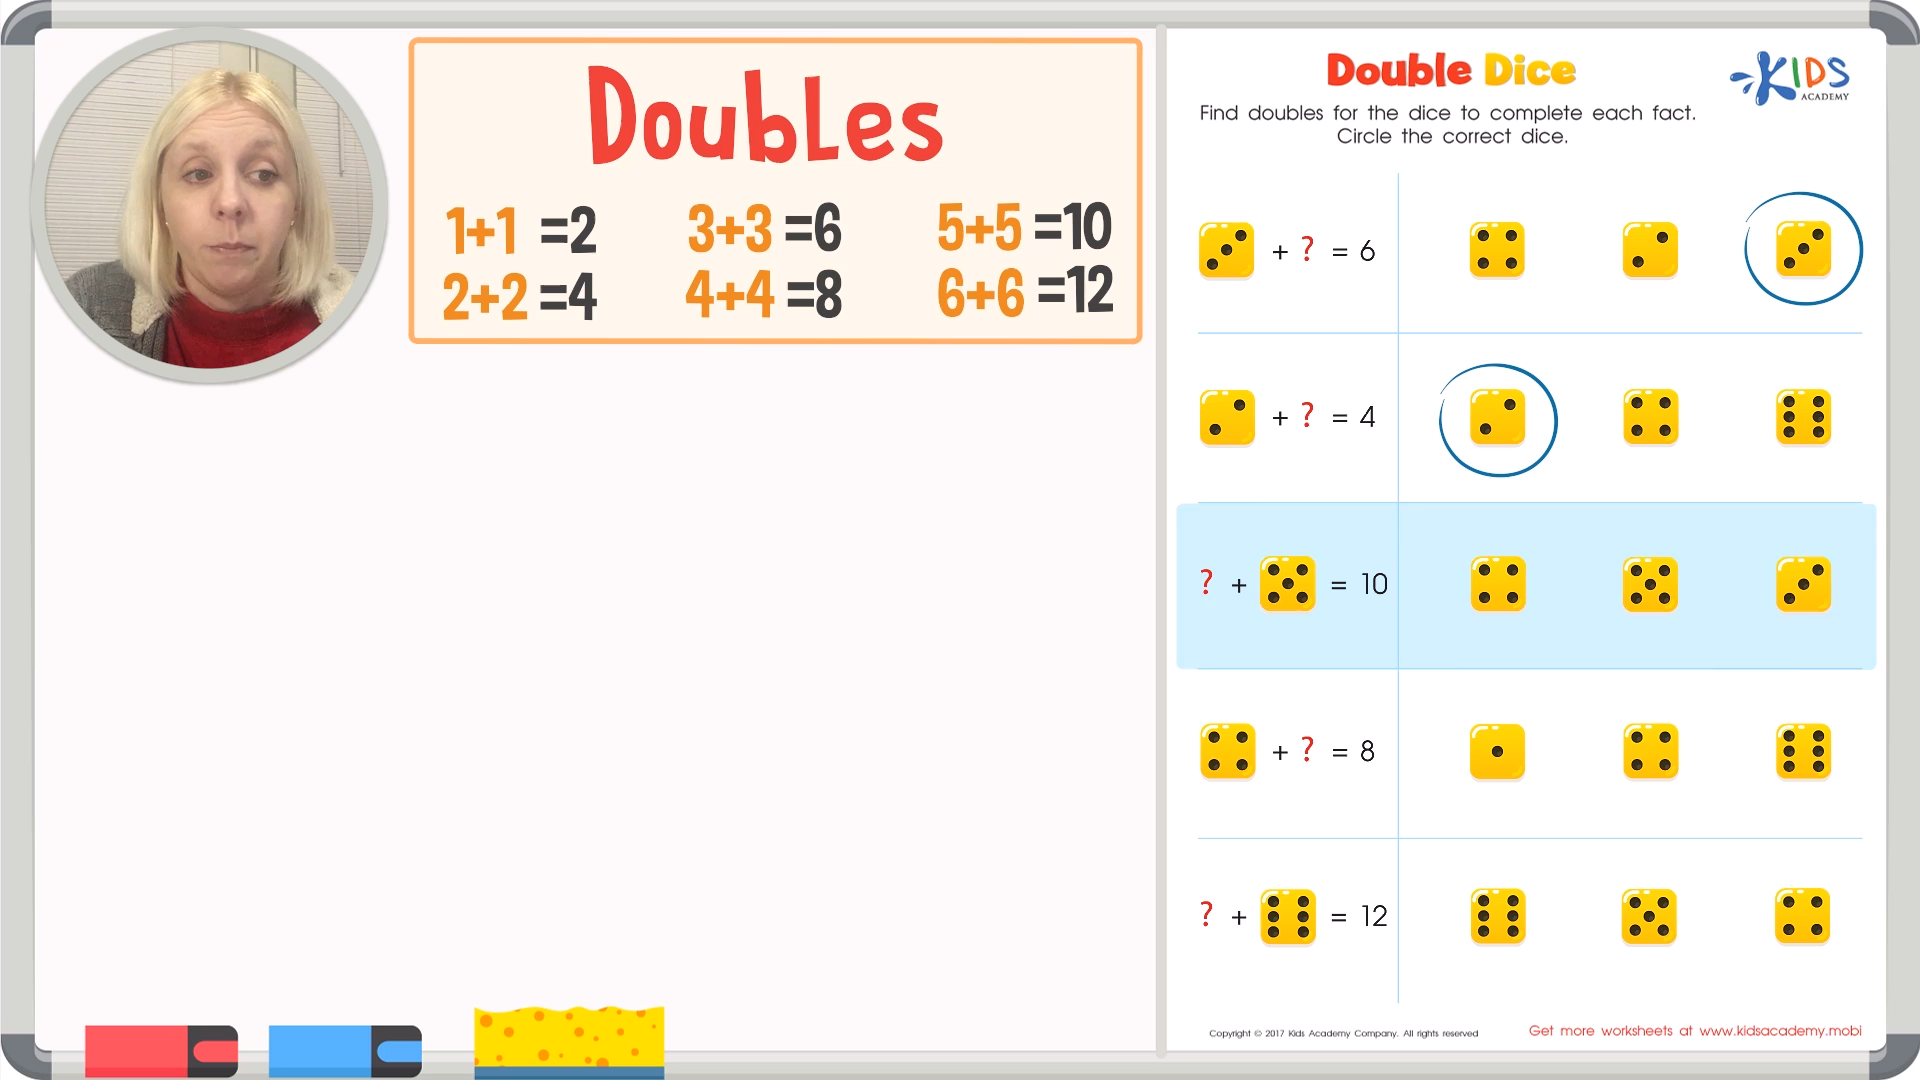 Doubles
1+1 =2 3+3 =6 5+5 =10
2+2 =4 4+4 =8 6+6 =12
Double Dice
KIDS
ACADEMY
Find doubles for the dice to complete each fact.
Circle the correct dice.
+ ? = 6
+ ? = 4
? + = 10
+ ? = 8
? + = 12
Copyright © 2017 Kids Academy Company. All rights reserved
Get more worksheets at www.kidsacademy.mobi